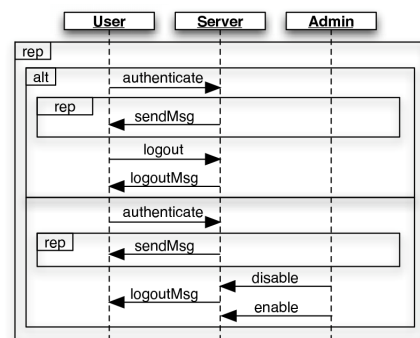 User Server Admin
rep
alt
authenticate
rep
sendMsg
logout
logoutMsg
authenticate
rep
sendMsg
disable
logoutMsg
enable